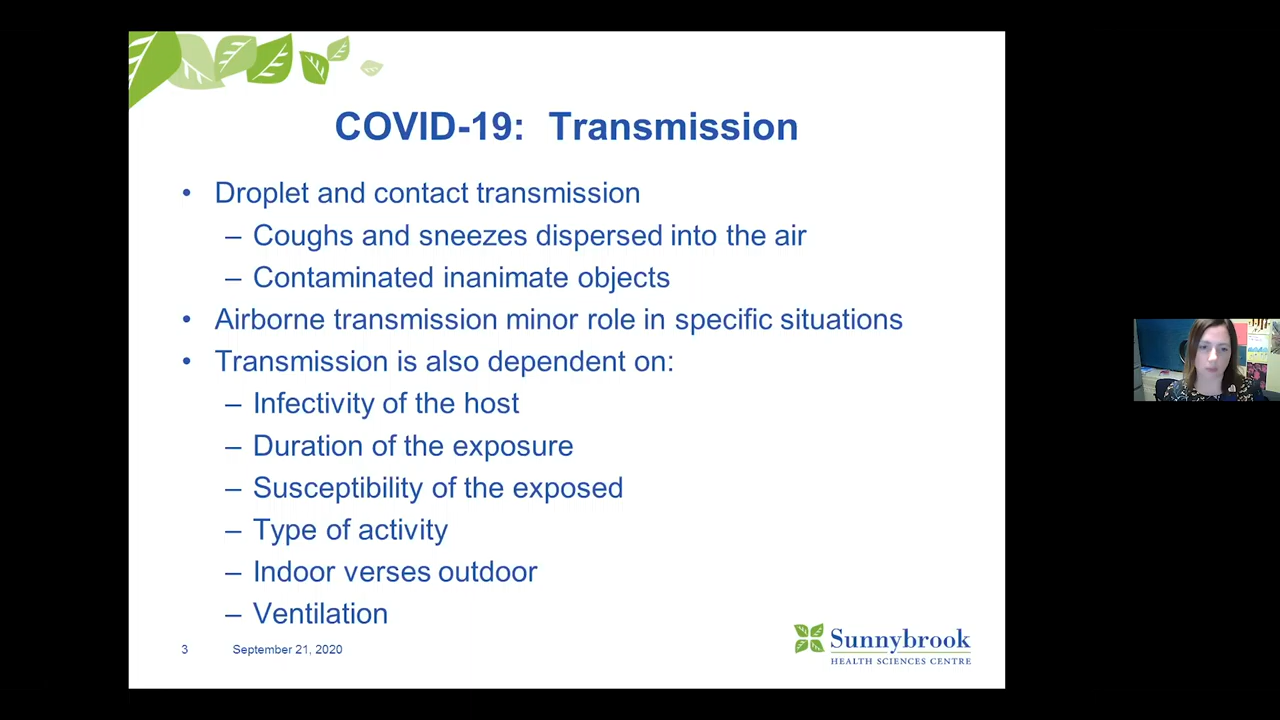 COVID-19: Transmission
• Droplet and contact transmission
– Coughs and sneezes dispersed into the air
– Contaminated inanimate objects
• Airborne transmission minor role in specific situations
• Transmission is also dependent on:
– Infectivity of the host
– Duration of the exposure
– Susceptibility of the exposed
– Type of activity
– Indoor verses outdoor
– Ventilation
3 September 21, 2020
Sunnybrook
HEALTH SCIENCES CENTRE